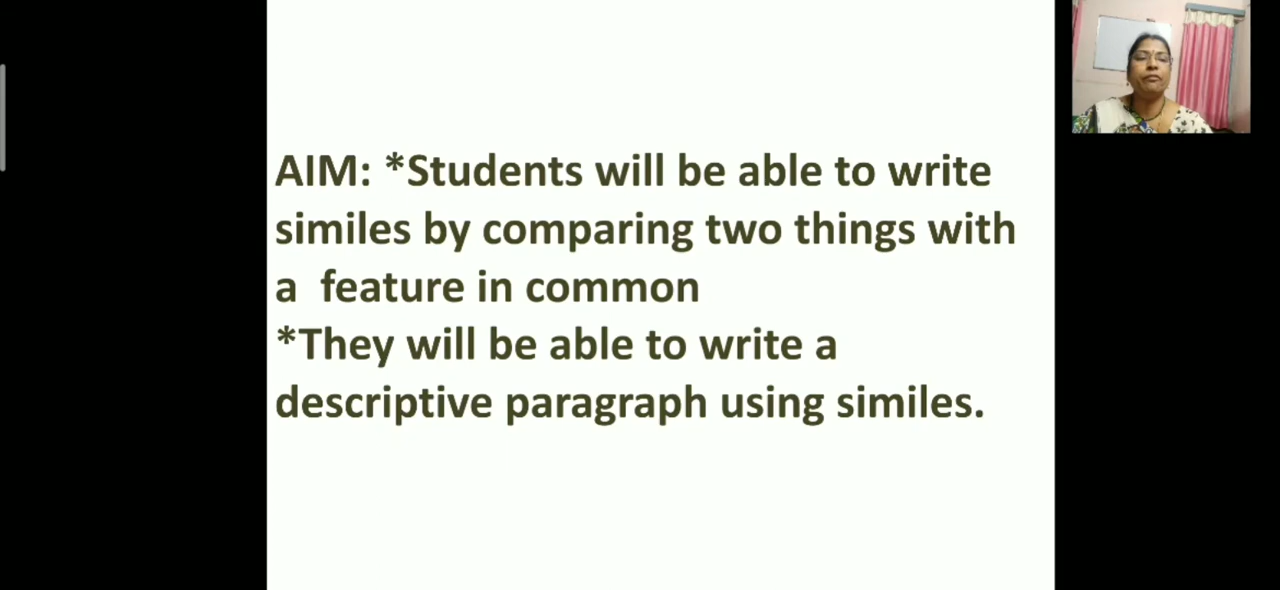 AIM: *Students will be able to write
similes by comparing two things with
a  feature in common
*They will be able to write a
descriptive paragraph using similes.